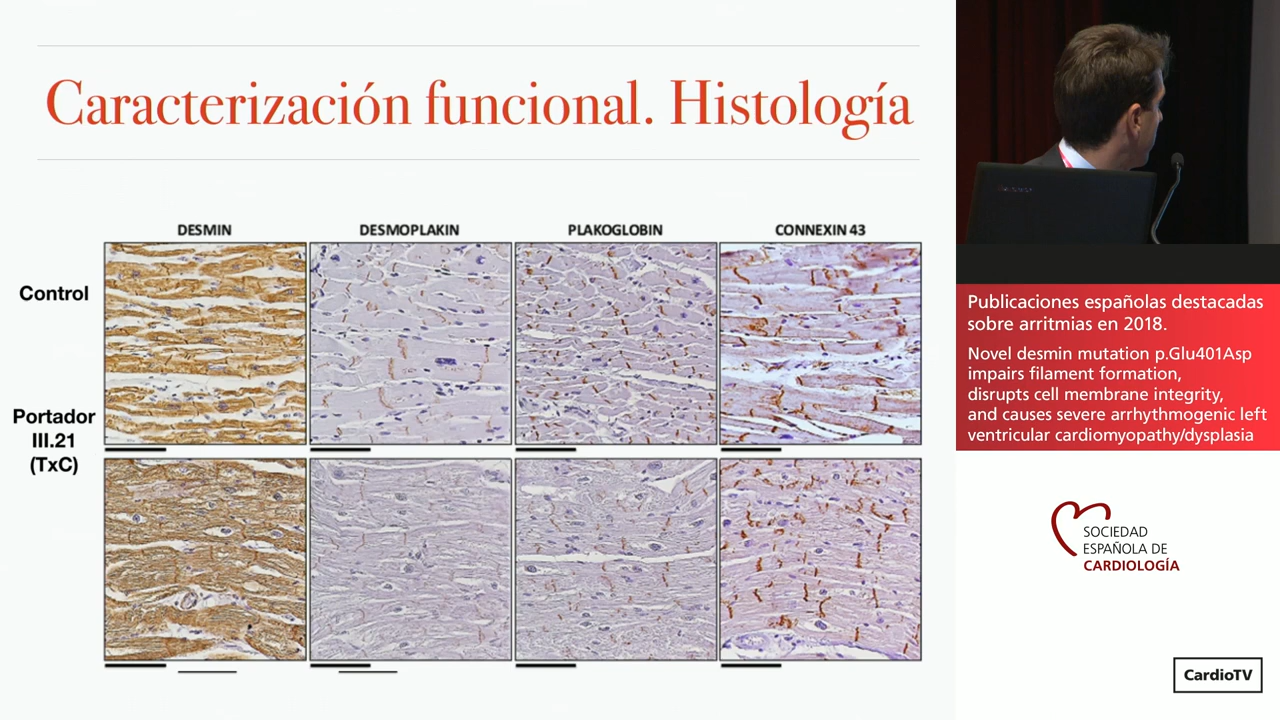 Caracterización funcional. Histología
DESMIN
DESMOPLAKIN
PLAKOGLOBIN
CONNEXIN 43
Control
Portador
III.21
(TxC)
Publicaciones españolas destacadas
sobre arritmias en 2018.
Novel desmin mutation p.Glu401Asp
impairs filament formation,
disrupts cell membrane integrity,
and causes severe arrhythmogenic left
ventricular cardiomyopathy/dysplasia
SOCIEDAD
ESPAÑOLA DE
CARDIOLOGÍA
CardioTV